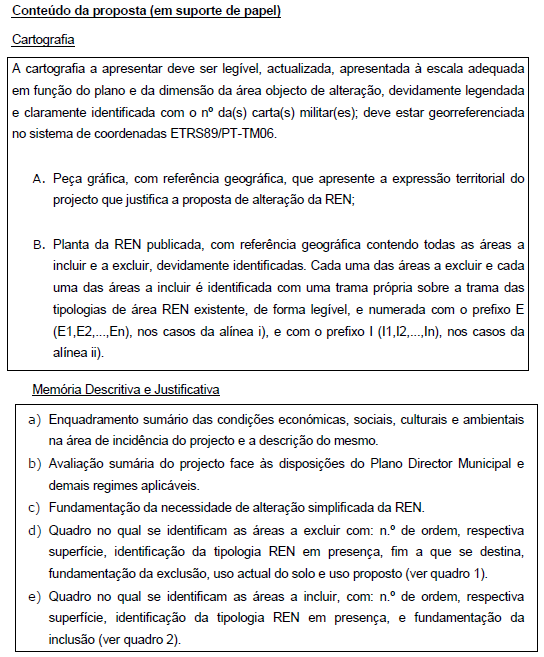 Conteúdo da proposta (em suporte de papel)
Cartografia
A cartografia a apresentar deve ser legível, actualizada, apresentada à escala adequada
em função do plano e da dimensão da área objecto de alteração, devidamente legendada
e claramente identificada com o nº da(s) carta(s) militar(es); deve estar georreferenciada
no sistema de coordenadas ETRS89/PT-TM06.
A. Peça gráfica, com referência geográfica, que apresente a expressão territorial do
projecto que justifica a proposta de alteração da REN;
B. Planta da REN publicada, com referência geográfica contendo todas as áreas a
incluir e a excluir, devidamente identificadas. Cada uma das áreas a excluir e cada
uma das áreas a incluir é identificada com uma trama própria sobre a trama das
tipologias de área REN existente, de forma legível, e numerada com o prefixo E
(E1,E2,...,En), nos casos da alínea i), e com o prefixo I (I1,I2,...,In), nos casos da
alínea ii).
Memória Descritiva e Justificativa
a) Enquadramento sumário das condições económicas, sociais, culturais e ambientais
na área de incidência do projecto e a descrição do mesmo.
b) Avaliação sumária do projecto face às disposições do Plano Director Municipal e
demais regimes aplicáveis.
c) Fundamentação da necessidade de alteração simplificada da REN.
d) Quadro no qual se identificam as áreas a excluir com: n.º de ordem, respectiva
superfície, identificação da tipologia REN em presença, fim a que se destina,
fundamentação da exclusão, uso actual do solo e uso proposto (ver quadro 1).
e) Quadro no qual se identificam as áreas a incluir, com: n.º de ordem, respectiva
superfície, identificação da tipologia REN em presença, e fundamentação da
inclusão (ver quadro 2).